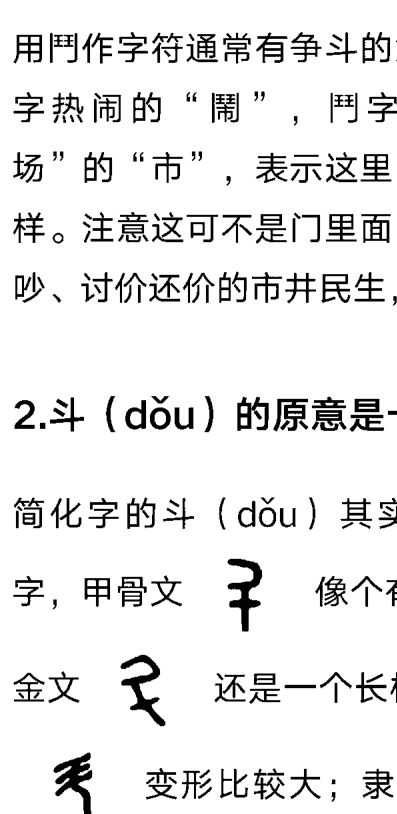 用鬥作字符通常有争斗的
字热闹的“鬧”，鬥字
场”的“市”，表示这里
样。注意这可不是门里面
吵、讨价还价的市井民生，
2.斗（dǒu）的原意是
简化字的斗（dǒu）其实
字，甲骨文 像个有
金文 还是一个长柄
变形比较大；隶